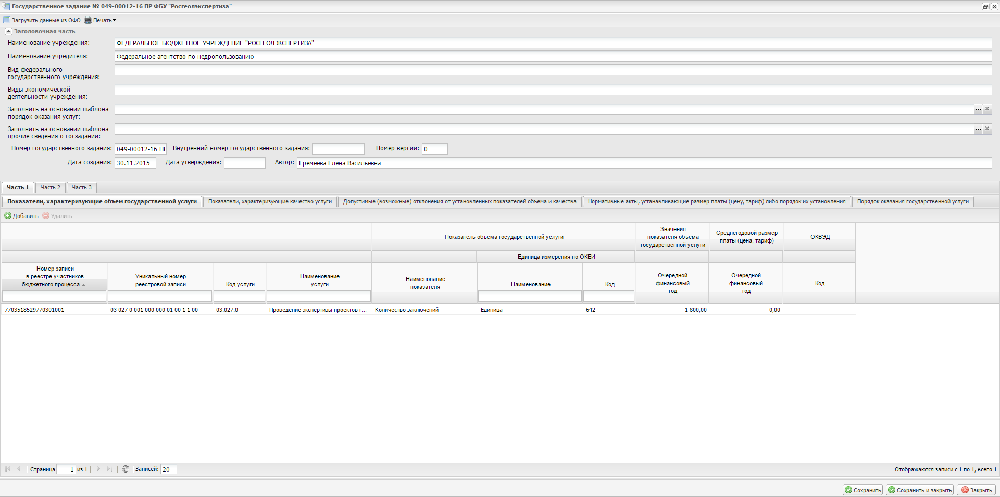 Государственное задание № 049-00012-16 ПР ФБУ "Росгеолэкспертиза"
Загрузить данные из ОФО Печать
Заголовочная часть
Наименование учреждения: ФЕДЕРАЛЬНОЕ БЮДЖЕТНОЕ УЧРЕЖДЕНИЕ "РОСГЕОЛЭКСПЕРТИЗА"
Наименование учредителя: Федеральное агентство по недропользованию
Вид федерального
государственного учреждения:
Виды экономической
деятельности учреждения:
Заполнить на основании шаблона
порядок оказания услуг:
Заполнить на основании шаблона
прочие сведения о госзадании:
Номер государственного задания: 049-00012-16 ПІ Внутренний номер государственного задания: Номер версии: 0
Дата создания: 30.11.2015 Дата утверждения: Автор: Еремеева Елена Васильевна
Часть 1 Часть 2 Часть 3
Показатели, характеризующие объем государственной услуги Показатели, характеризующие качество услуги Допустимые (возможные) отклонения от установленных показателей объема и качества Нормативные акты, устанавливающие размер платы (цену, тариф) либо порядок их установления Порядок оказания государственной услуги
Добавить Удалить
Показатель объема государственной услуги
Значения
показателя объема
государственной услуги
Среднегодовой размер
платы (цена, тариф)
ОКВЭД
Единица измерения по ОКЕИ
Номер записи
в реестре участников
бюджетного процесса
Уникальный номер
реестровой записи
Код услуги
Наименование
услуги
Наименование
показателя
Наименование
Код
Очередной
финансовый
год
Очередной
финансовый
год
Код
7703518529770301001 03 027 0 001 000 000 01 00 1 1 00 03.027.0 Проведение экспертизы проектов г... Количество заключений Единица 642 1 800,00 0,00
Страница 1 из 1 Записей: 20 Отображаются записи с 1 по 1, всего 1
Сохранить Сохранить и закрыть Закрыть